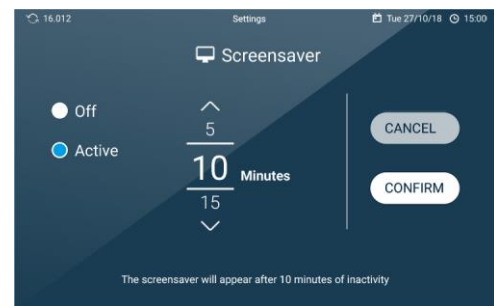 16.012 Settings Tue 27/10/18 15:00
Screensaver
Off
Active
5
10 Minutes
15
CANCEL
CONFIRM
The screensaver will appear after 10 minutes of inactivity